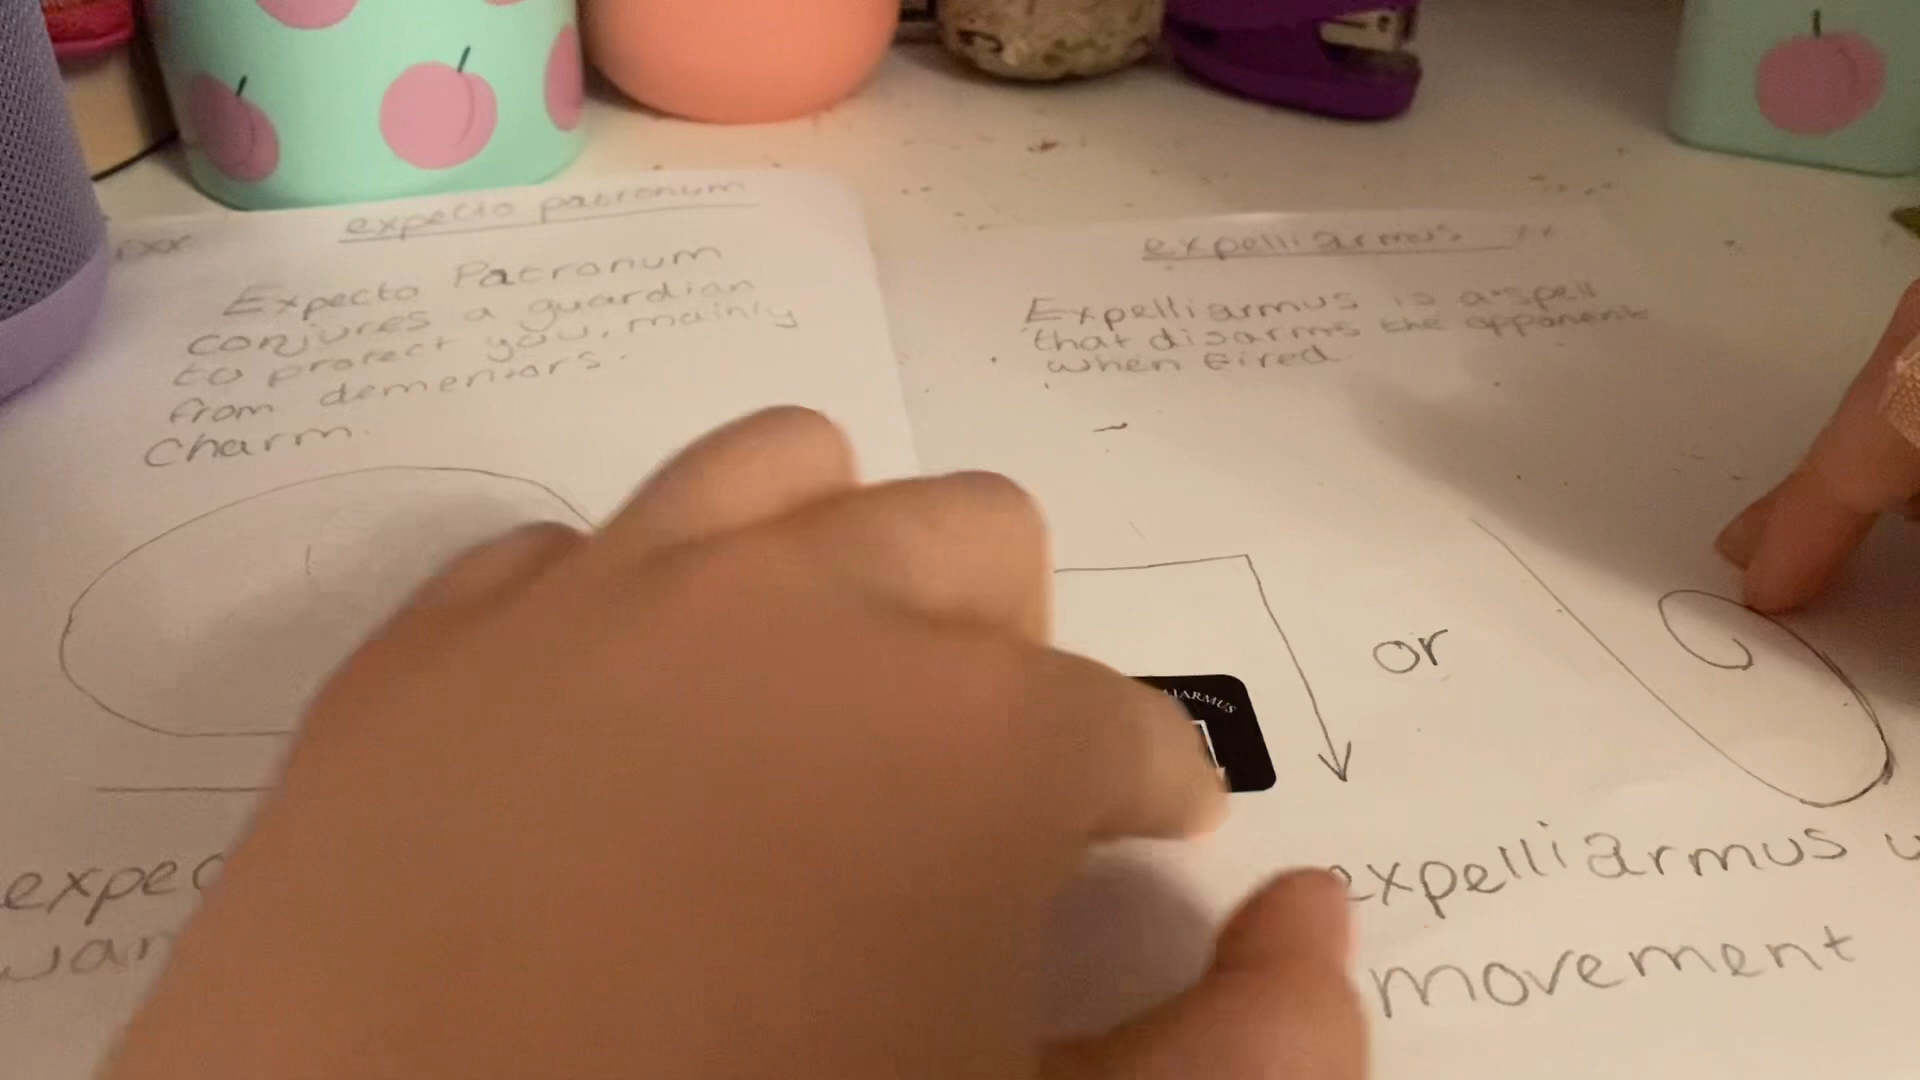 expecto patronum
Expecto Patronum
conjures a guardian
to protect you, mainly
from dementors.
Charm.
expelliarmus
Expelliarmus is a spell
that disarms the opponent
when fired
or
expelliarmus
movement